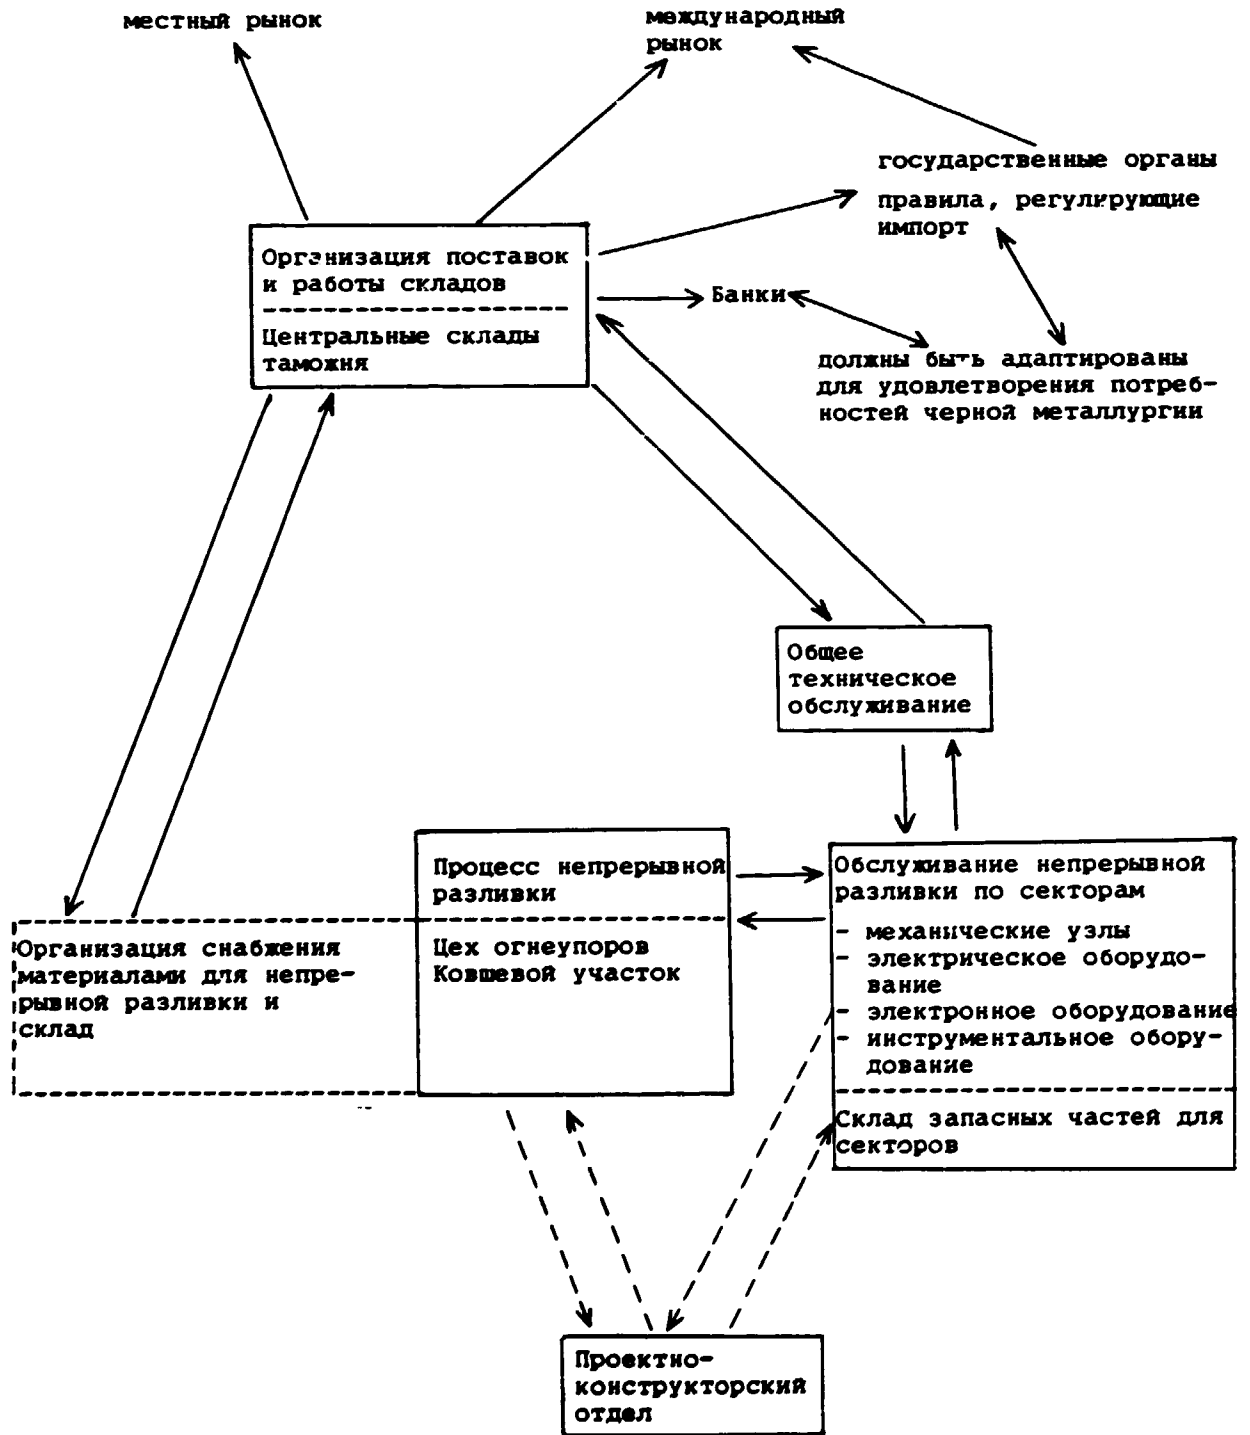 местный рынок
международный
рынок
государственные органы
правила, регулирующие
импорт
Организация поставок
и работы складов
Центральные склады
таможня
Банки
должны быть адаптированы
для удовлетворения потреб-
ностей черной металлургии
Общее
техническое
обслуживание
Процесс непрерывной
разливки
Цех огнеупоров
Ковшевой участок
Обслуживание непрерывной
разливки по секторам
- механические узлы
- электрическое оборудо-
вание
- электронное оборудование
- инструментальное обору-
дование
Склад запасных частей для
секторов
Организация снабжения
материалами для непре-
рывной разливки и
склад
Проектно-
конструкторский
отдел